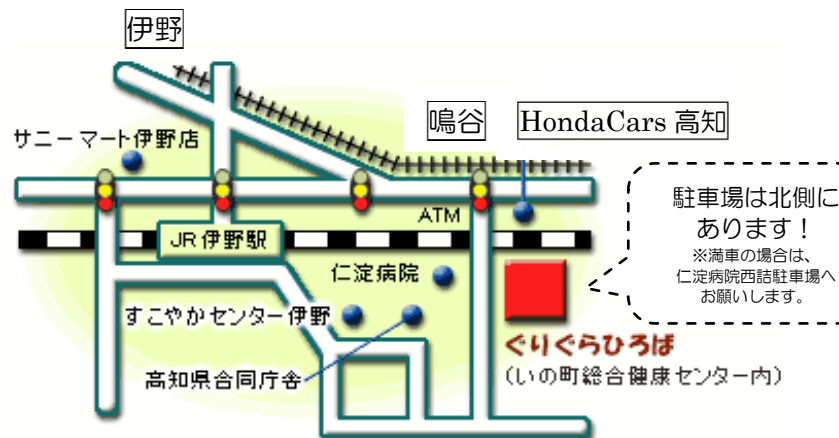 伊野
鳴谷
HondaCars 高知
サニーマート伊野店
ATM
JR伊野駅
仁淀病院
すこやかセンター伊野
高知県合同庁舎
駐車場は北側に
あります！
※満車の場合は、
仁淀病院西詰駐車場へ
お願いします。
ぐりぐらひろば
(いの町総合健康センター内)